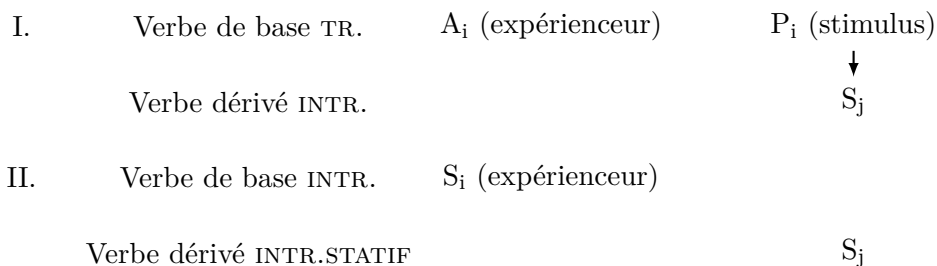 I. Verbe de base TR. Aᵢ (expérienceur) Pᵢ (stimulus)
Verbe dérivé INTR. Sⱼ
II. Verbe de base INTR. Sᵢ (expérienceur)
Verbe dérivé INTR.STATIF Sⱼ